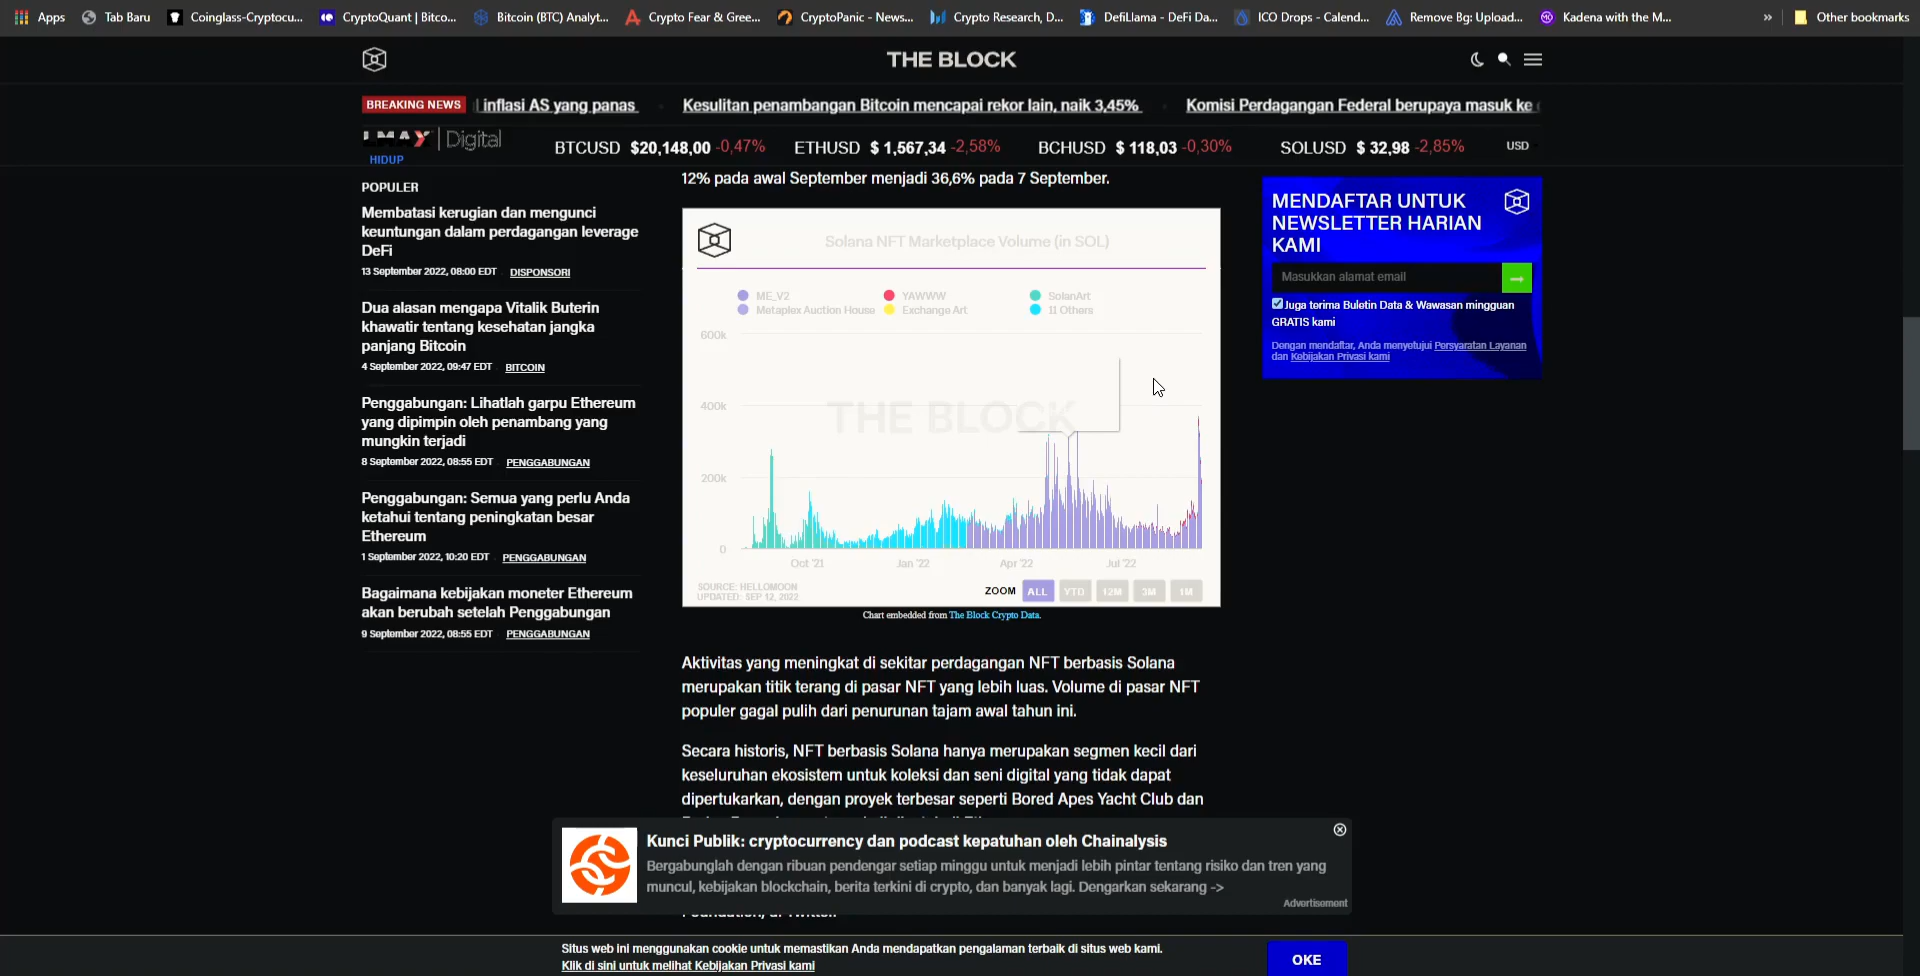 Apps
Tab Baru
Coinglass-Cryptocu...
CryptoQuant | Bitco...
Bitcoin (BTC) Analyt...
Crypto Fear & Gree...
CryptoPanic - News...
Crypto Research, D...
DefiLlama - DeFi Da...
ICO Drops - Calend...
Remove Bg: Upload...
Kadena with the M...
»
Other bookmarks
THE BLOCK
BREAKING NEWS
inflasi AS yang panas
Kesulitan penambangan Bitcoin mencapai rekor lain, naik 3,45%
Komisi Perdagangan Federal berupaya masuk ke
LMAX | Digital
HIDUP
BTCUSD $20,148,00 -0,47%
ETHUSD $ 1,567,34 -2,58%
BCHUSD $ 118,03 -0,30%
SOLUSD $ 32,98 -2,85%
USD
POPULER
Membatasi kerugian dan mengunci
keuntungan dalam perdagangan leverage
DeFi
13 September 2022, 08:00 EDT DISPONSORI
Dua alasan mengapa Vitalik Buterin
khawatir tentang kesehatan jangka
panjang Bitcoin
4 September 2022, 09:47 EDT BITCOIN
Penggabungan: Lihatlah garpu Ethereum
yang dipimpin oleh penambang yang
mungkin terjadi
8 September 2022, 08:55 EDT PENGGABUNGAN
Penggabungan: Semua yang perlu Anda
ketahui tentang peningkatan besar
Ethereum
1 September 2022, 10:20 EDT PENGGABUNGAN
Bagaimana kebijakan moneter Ethereum
akan berubah setelah Penggabungan
9 September 2022, 08:55 EDT PENGGABUNGAN
12% pada awal September menjadi 36,6% pada 7 September.
Solana NFT Marketplace Volume (in SOL)
ME_V2
YAWWW
SolanArt
Metaplex Auction House
Exchange Art
11 Others
600k
400k
200k
0
THE BLOCK
Oct '21
Jan '22
Apr '22
Jul '22
SOURCE: HELLOMOON
UPDATED: SEP 12, 2022
ZOOM ALL YTD 12M 3M 1M
Chart embedded from The Block Crypto Data.
Aktivitas yang meningkat di sekitar perdagangan NFT berbasis Solana
merupakan titik terang di pasar NFT yang lebih luas. Volume di pasar NFT
populer gagal pulih dari penurunan tajam awal tahun ini.
Secara historis, NFT berbasis Solana hanya merupakan segmen kecil dari
keseluruhan ekosistem untuk koleksi dan seni digital yang tidak dapat
dipertukarkan, dengan proyek terbesar seperti Bored Apes Yacht Club dan
MENDAFTAR UNTUK
NEWSLETTER HARIAN
KAMI
Masukkan alamat email
Juga terima Buletin Data & Wawasan mingguan
GRATIS kami
Dengan mendaftar, Anda menyetujui Persyaratan Layanan
dan Kebijakan Privasi kami
Kunci Publik: cryptocurrency dan podcast kepatuhan oleh Chainalysis
Bergabunglah dengan ribuan pendengar setiap minggu untuk menjadi lebih pintar tentang risiko dan tren yang
muncul, kebijakan blockchain, berita terkini di crypto, dan banyak lagi. Dengarkan sekarang ->
Advertisement
Situs web ini menggunakan cookie untuk memastikan Anda mendapatkan pengalaman terbaik di situs web kami.
Klik di sini untuk melihat Kebijakan Privasi kami
OKE